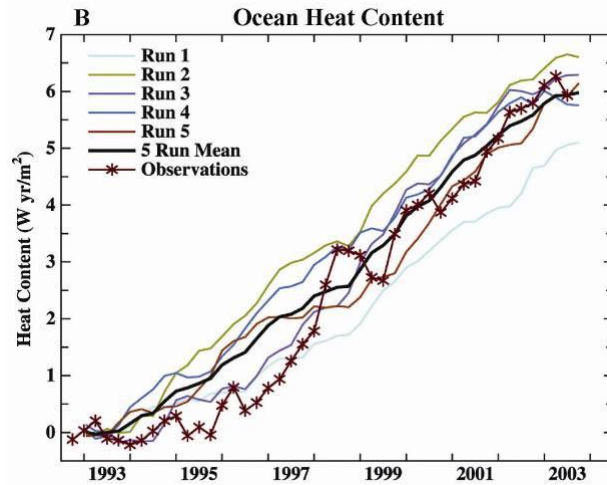 B
Ocean Heat Content
7
6
5
4
3
2
1
0
Heat Content (W yr/m²)
Run 1
Run 2
Run 3
Run 4
Run 5
5 Run Mean
Observations
1993 1995 1997 1999 2001 2003